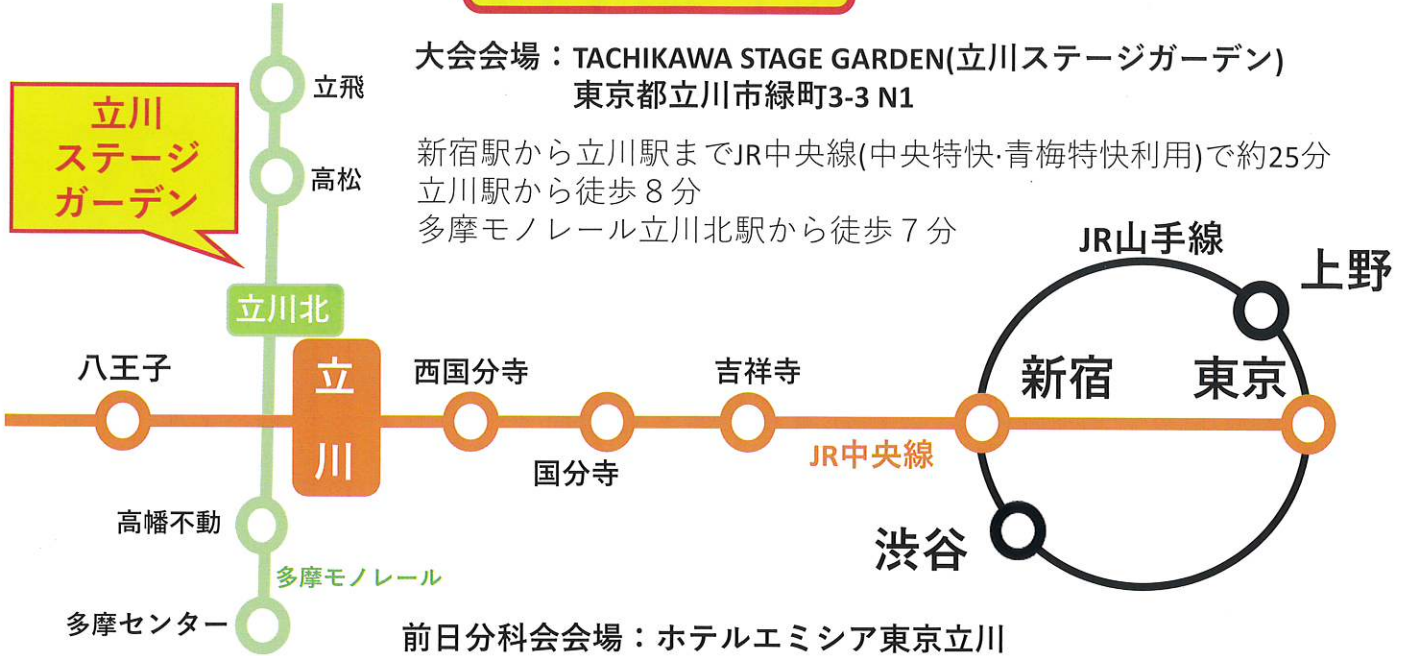 大会会場：TACHIKAWA STAGE GARDEN(立川ステージガーデン)
東京都立川市緑町3-3 N1
新宿駅から立川駅までJR中央線(中央特快・青梅特快利用)で約25分
立川駅から徒歩８分
多摩モノレール立川北駅から徒歩７分
立川
ステージ
ガーデン
立飛
高松
立川北
JR山手線
上野
八王子
立川
西国分寺
国分寺
吉祥寺
JR中央線
新宿
東京
渋谷
高幡不動
多摩モノレール
多摩センター
前日分科会会場：ホテルエミシア東京立川